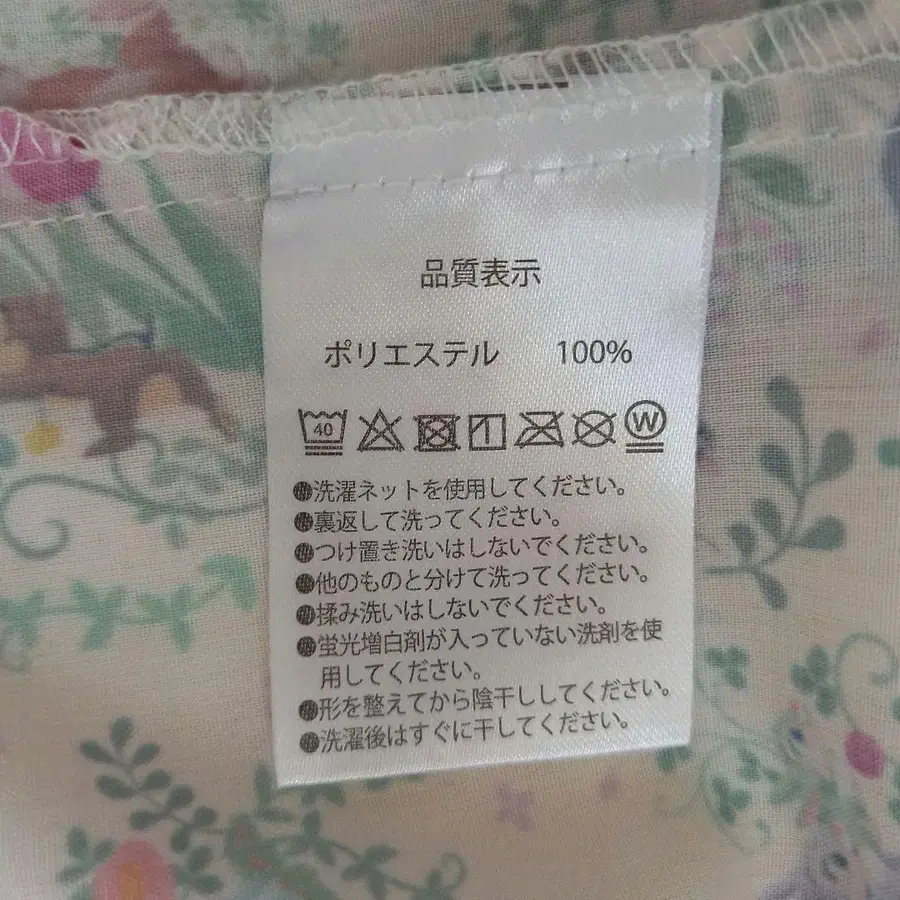 品質表示
ポリエステル 100%
40 W
●洗濯ネットを使用してください。
●裏返して洗ってください。
●つけ置き洗いはしないでください。
●他のものと分けて洗ってください。
●揉み洗いはしないでください。
●蛍光増白剤が入っていない洗剤を使
用してください。
●形を整えてから陰干ししてください。
●洗濯後はすぐに干してください。